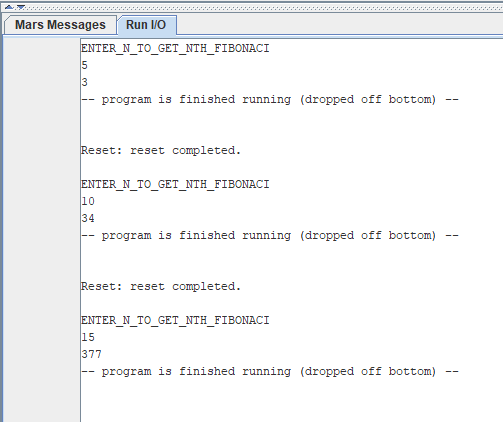 Mars Messages Run I/O
ENTER_N_TO_GET_NTH_FIBONACI
5
3
-- program is finished running (dropped off bottom) --
Reset: reset completed.
ENTER_N_TO_GET_NTH_FIBONACI
10
34
-- program is finished running (dropped off bottom) --
Reset: reset completed.
ENTER_N_TO_GET_NTH_FIBONACI
15
377
-- program is finished running (dropped off bottom) --